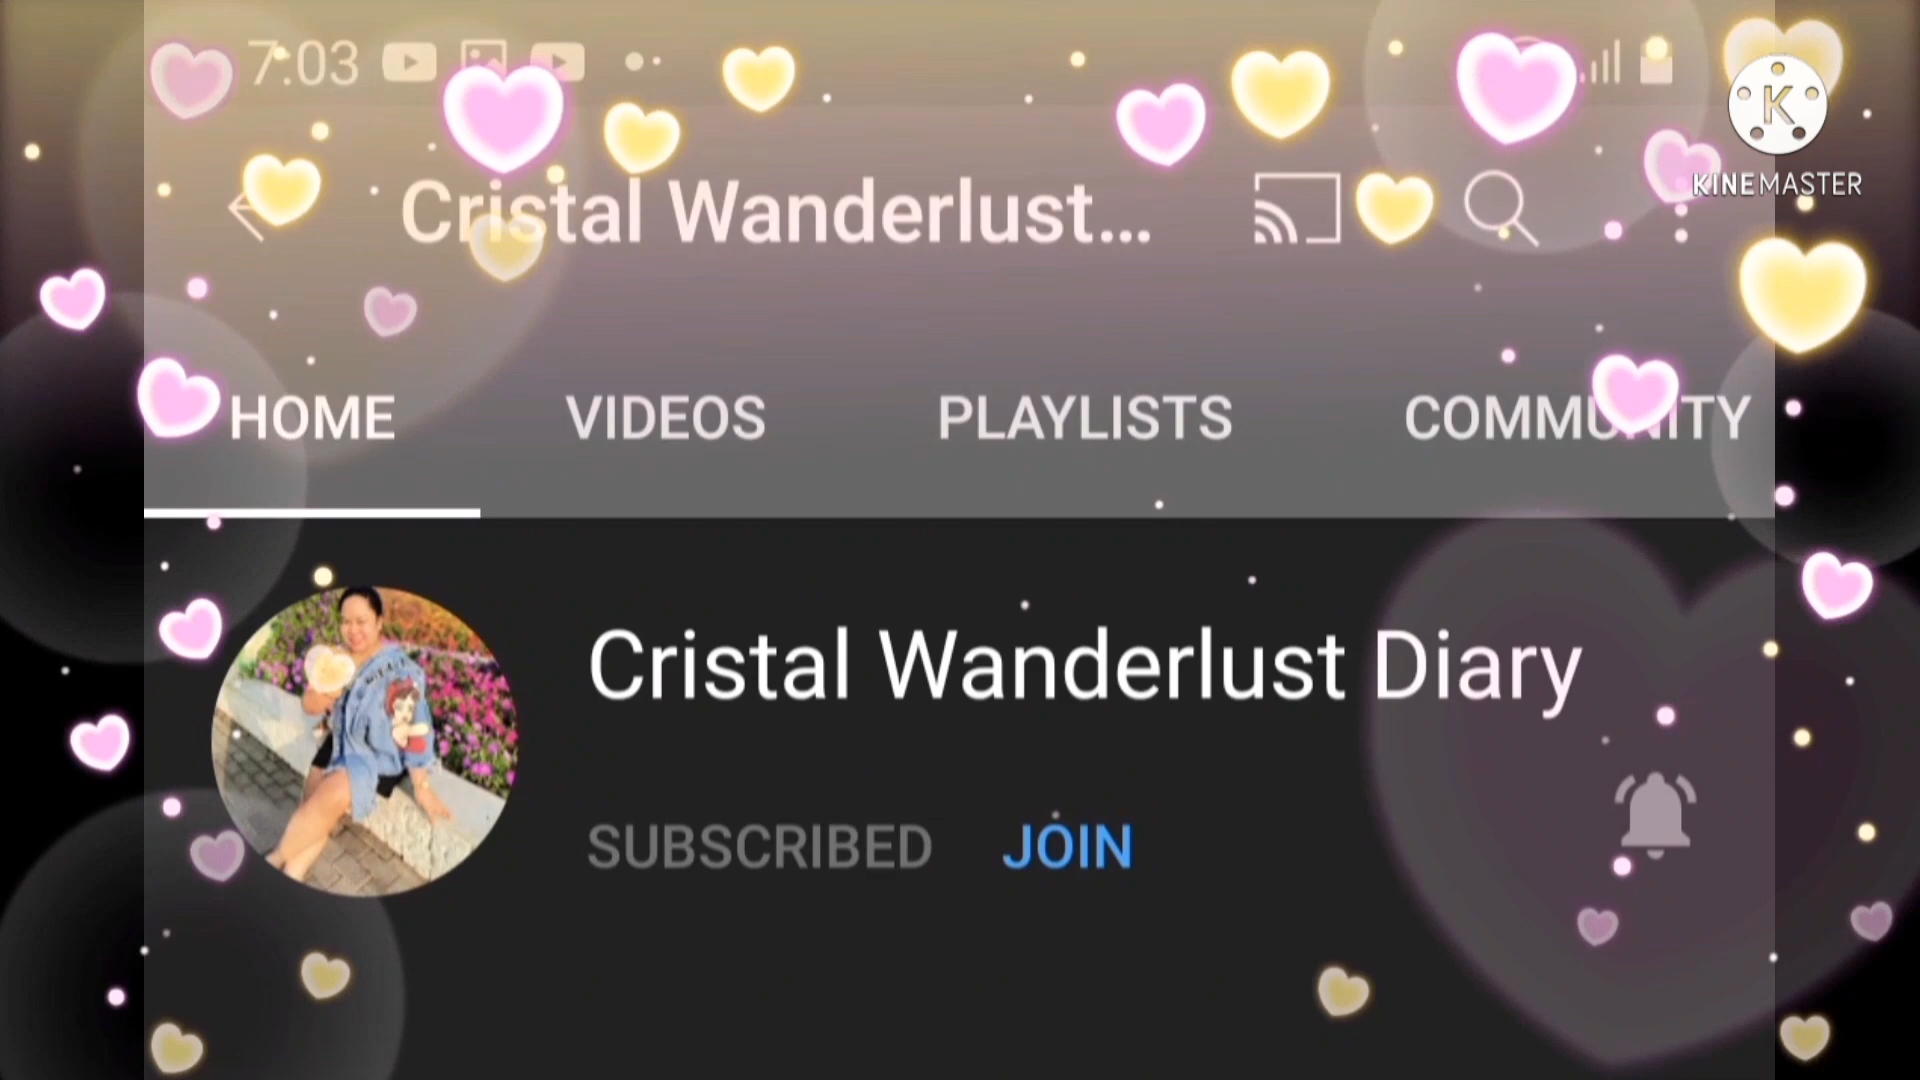 7:03
K
KINEMASTER
Cristal Wanderlust...
HOME VIDEOS PLAYLISTS COMMUNITY
Cristal Wanderlust Diary
SUBSCRIBED JOIN